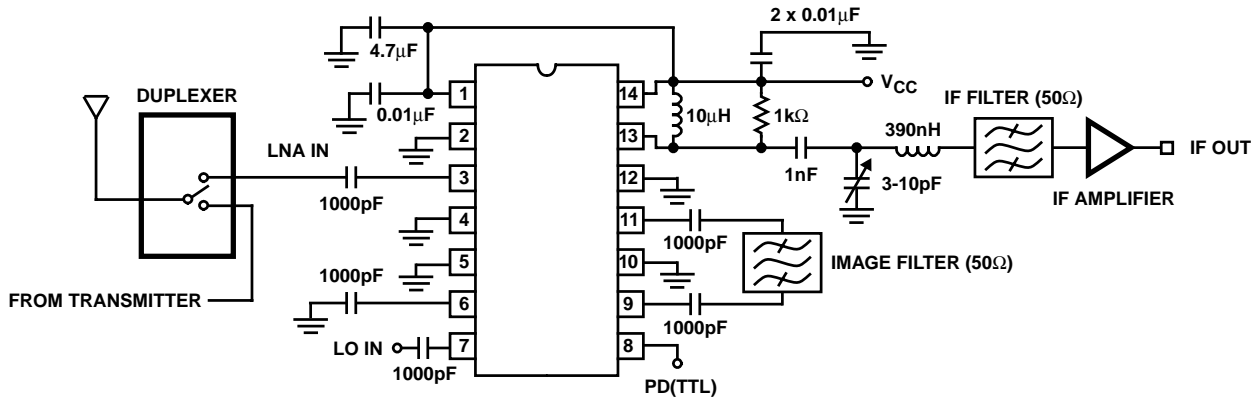 2 x 0.01μF
4.7μF
DUPLEXER
0.01μF
1
14
VCC
10μH
1kΩ
IF FILTER (50Ω)
390nH
2
13
LNA IN
IF OUT
1nF
3-10pF
IF AMPLIFIER
3
12
1000pF
4
11
1000pF
IMAGE FILTER (50Ω)
5
10
1000pF
FROM TRANSMITTER
6
9
1000pF
LO IN
7
8
1000pF
PD(TTL)